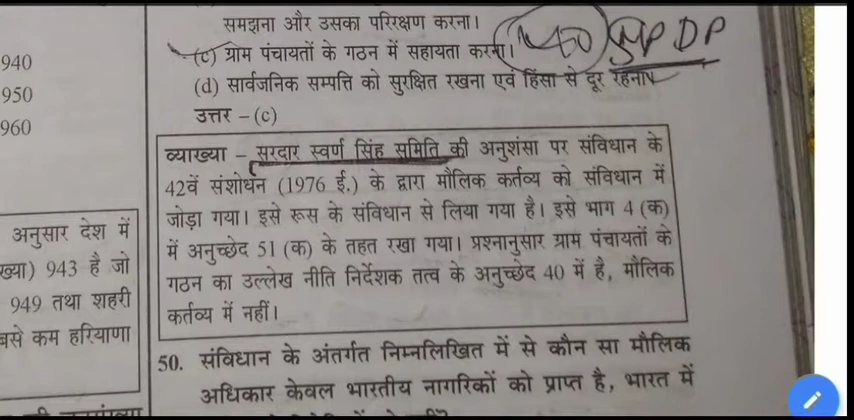 समझना और उसका परिरक्षण करना।
(c) ग्राम पंचायतों के गठन में सहायता करना।
(d) सार्वजनिक सम्पत्ति को सुरक्षित रखना एवं हिंसा से दूर रहना।
उत्तर – (c)
व्याख्या – सरदार स्वर्ण सिंह समिति की अनुशंसा पर संविधान के
42वें संशोधन (1976 ई.) के द्वारा मौलिक कर्तव्य को संविधान में
जोड़ा गया। इसे रूस के संविधान से लिया गया है। इसे भाग 4 (क)
में अनुच्छेद 51 (क) के तहत रखा गया। प्रश्नानुसार ग्राम पंचायतों के
गठन का उल्लेख नीति निर्देशक तत्व के अनुच्छेद 40 में है, मौलिक
कर्तव्य में नहीं।
50. संविधान के अंतर्गत निम्नलिखित में से कौन सा मौलिक
अधिकार केवल भारतीय नागरिकों को प्राप्त है, भारत में
940
950
960
अनुसार देश में
ख्या) 943 है जो
949 तथा शहरी
बसे कम हरियाणा
40
DP